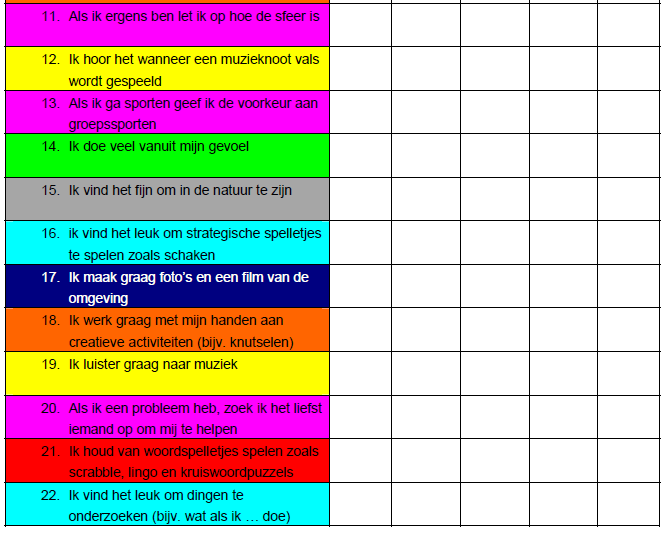 11. Als ik ergens ben let ik op hoe de sfeer is
12. Ik hoor het wanneer een muzieknoot vals
wordt gespeeld
13. Als ik ga sporten geef ik de voorkeur aan
groepssporten
14. Ik doe veel vanuit mijn gevoel
15. Ik vind het fijn om in de natuur te zijn
16. ik vind het leuk om strategische spelletjes
te spelen zoals schaken
17. Ik maak graag foto's en een film van de
omgeving
18. Ik werk graag met mijn handen aan
creatieve activiteiten (bijv. knutselen)
19. Ik luister graag naar muziek
20. Als ik een probleem heb, zoek ik het liefst
iemand op om mij te helpen
21. Ik houd van woordspelletjes spelen zoals
scrabble, lingo en kruiswoordpuzzels
22. Ik vind het leuk om dingen te
onderzoeken (bijv. wat als ik … doe)